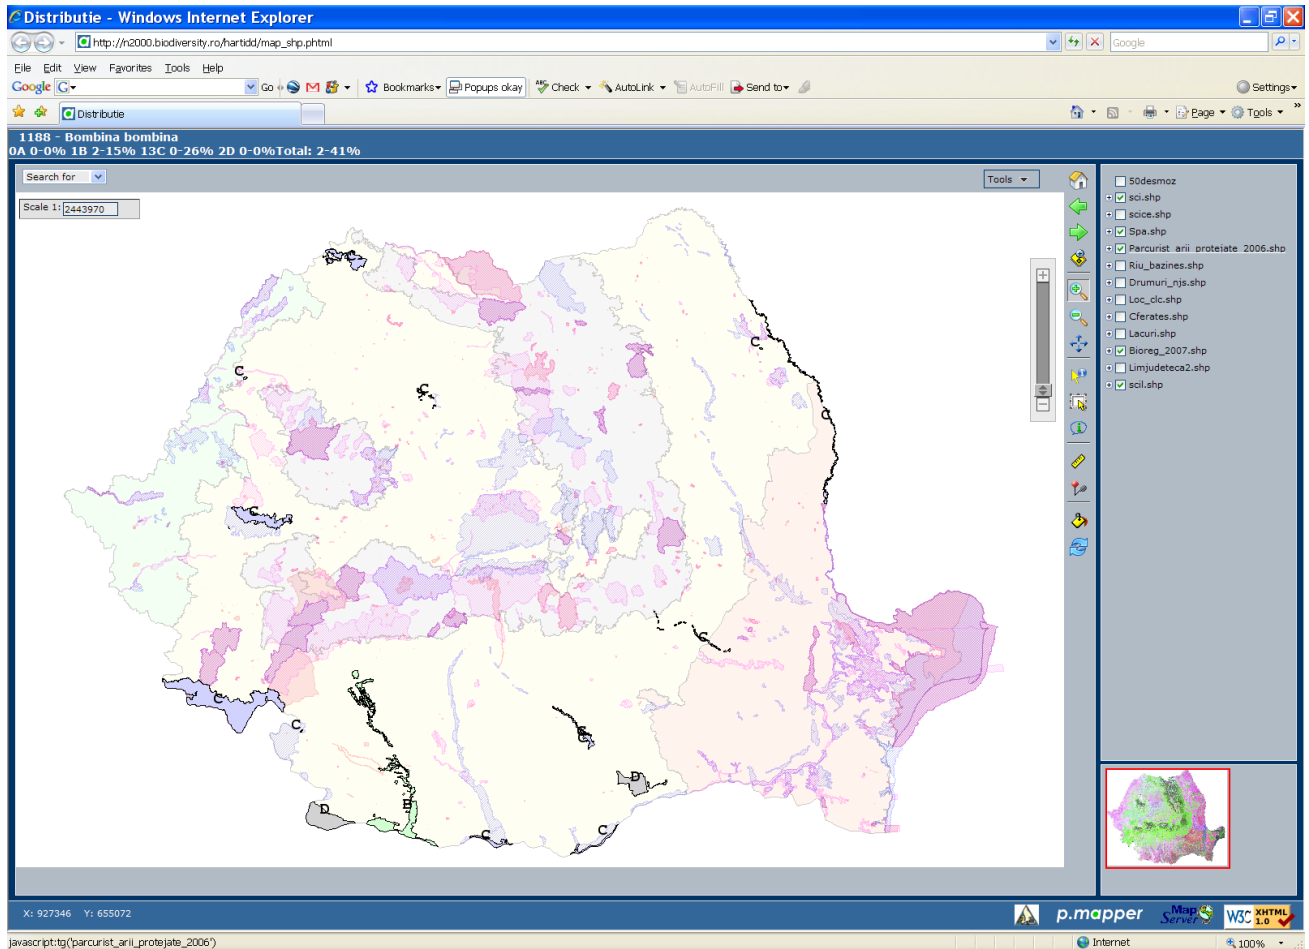 Distributie - Windows Internet Explorer
http://n2000.biodiversity.ro/hartidd/map_shp.phtml
Google
File Edit View Favorites Tools Help
Google G Go Bookmarks Popups okay Check AutoLink AutoFill Send to Settings
Distributie
Page Tools
1188 - Bombina bombina
0A 0-0% 1B 2-15% 13C 0-26% 2D 0-0%Total: 2-41%
Search for
Tools
Scale 1: 2443970
50desmoz
sci.shp
scice.shp
Spa.shp
Parcurist_arii_protejate_2006.shp
Riu_bazines.shp
Drumuri_njs.shp
Loc_clc.shp
Cferates.shp
Lacuri.shp
Bioreg_2007.shp
Limjudeteca2.shp
scil.shp
C
C
C
C
C
C
C
C
C
C
C
D
D
B
C
C
X: 927346 Y: 655072
p.mapper
Map Server
W3C XHTML 1.0
javascript:tg('parcurist_arii_protejate_2006')
Internet
100%